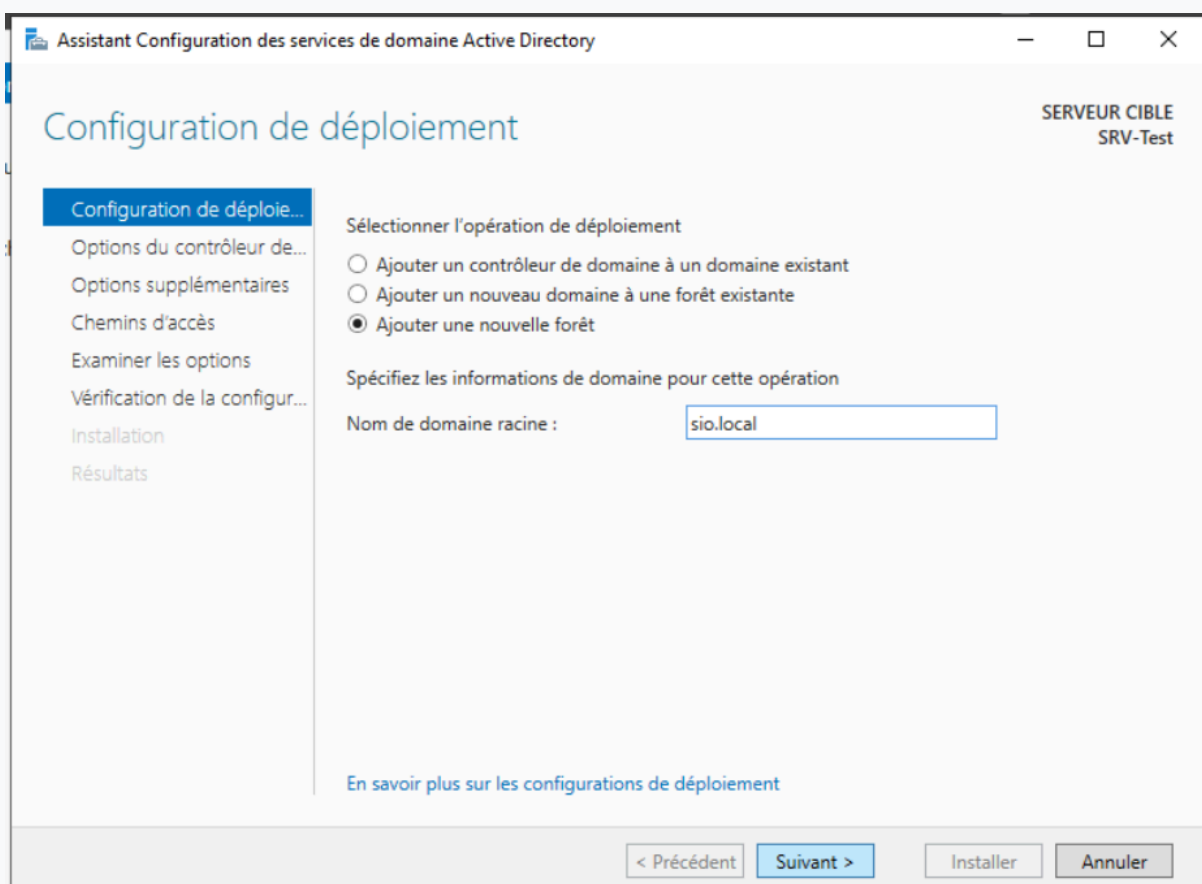 Assistant Configuration des services de domaine Active Directory
Configuration de déploiement
SERVEUR CIBLE
SRV-Test
Configuration de déploie...
Options du contrôleur de...
Options supplémentaires
Chemins d'accès
Examiner les options
Vérification de la configur...
Installation
Résultats
Sélectionner l'opération de déploiement
Ajouter un contrôleur de domaine à un domaine existant
Ajouter un nouveau domaine à une forêt existante
Ajouter une nouvelle forêt
Spécifiez les informations de domaine pour cette opération
Nom de domaine racine : sio.local
En savoir plus sur les configurations de déploiement
< Précédent Suivant > Installer Annuler